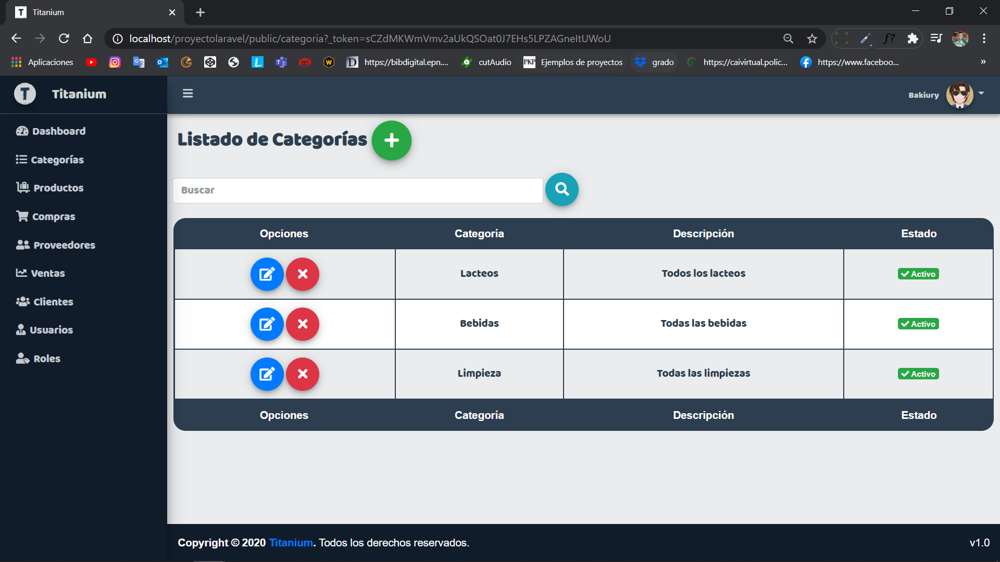 T Titanium
localhost/proyectolaravel/public/categoria?_token=sCZdMKWmVmv2aUkQSOat0J7EHs5LPZAGneItUWoU
f?
Aplicaciones
L
T
W
D https://bibdigital.epn....
cutAudio
PKP Ejemplos de proyectos
grado
https://caivirtual.polic...
https://www.faceboo...
»
T Titanium
Bakiury
Dashboard
Categorías
Productos
Compras
Proveedores
Ventas
Clientes
Usuarios
Roles
Listado de Categorías +
Buscar
Opciones Categoría Descripción Estado
Lacteos Todos los lacteos Activo
Bebidas Todas las bebidas Activo
Limpieza Todas las limpiezas Activo
Opciones Categoría Descripción Estado
Copyright © 2020 Titanium. Todos los derechos reservados.
v1.0